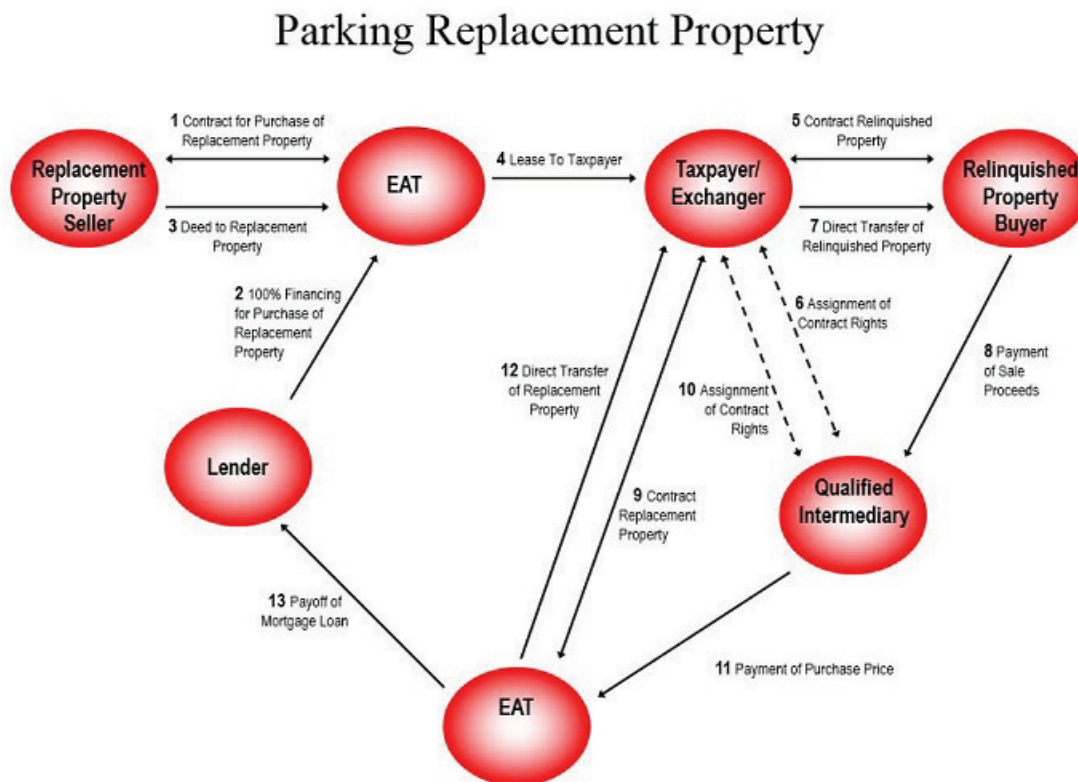 Parking Replacement Property
1 Contract for Purchase of
Replacement Property
Replacement
Property
Seller
3 Deed to Replacement
Property
EAT
4 Lease To Taxpayer
Taxpayer/
Exchanger
5 Contract Relinquished
Property
7 Direct Transfer of
Relinquished Property
Relinquished
Property
Buyer
2 100% Financing
for Purchase of
Replacement
Property
6 Assignment of
Contract Rights
8 Payment
of Sale
Proceeds
12 Direct Transfer
of Replacement
Property
10 Assignment
of Contract
Rights
Lender
9 Contract
Replacement
Property
Qualified
Intermediary
13 Payoff of
Mortgage Loan
11 Payment of Purchase Price
EAT